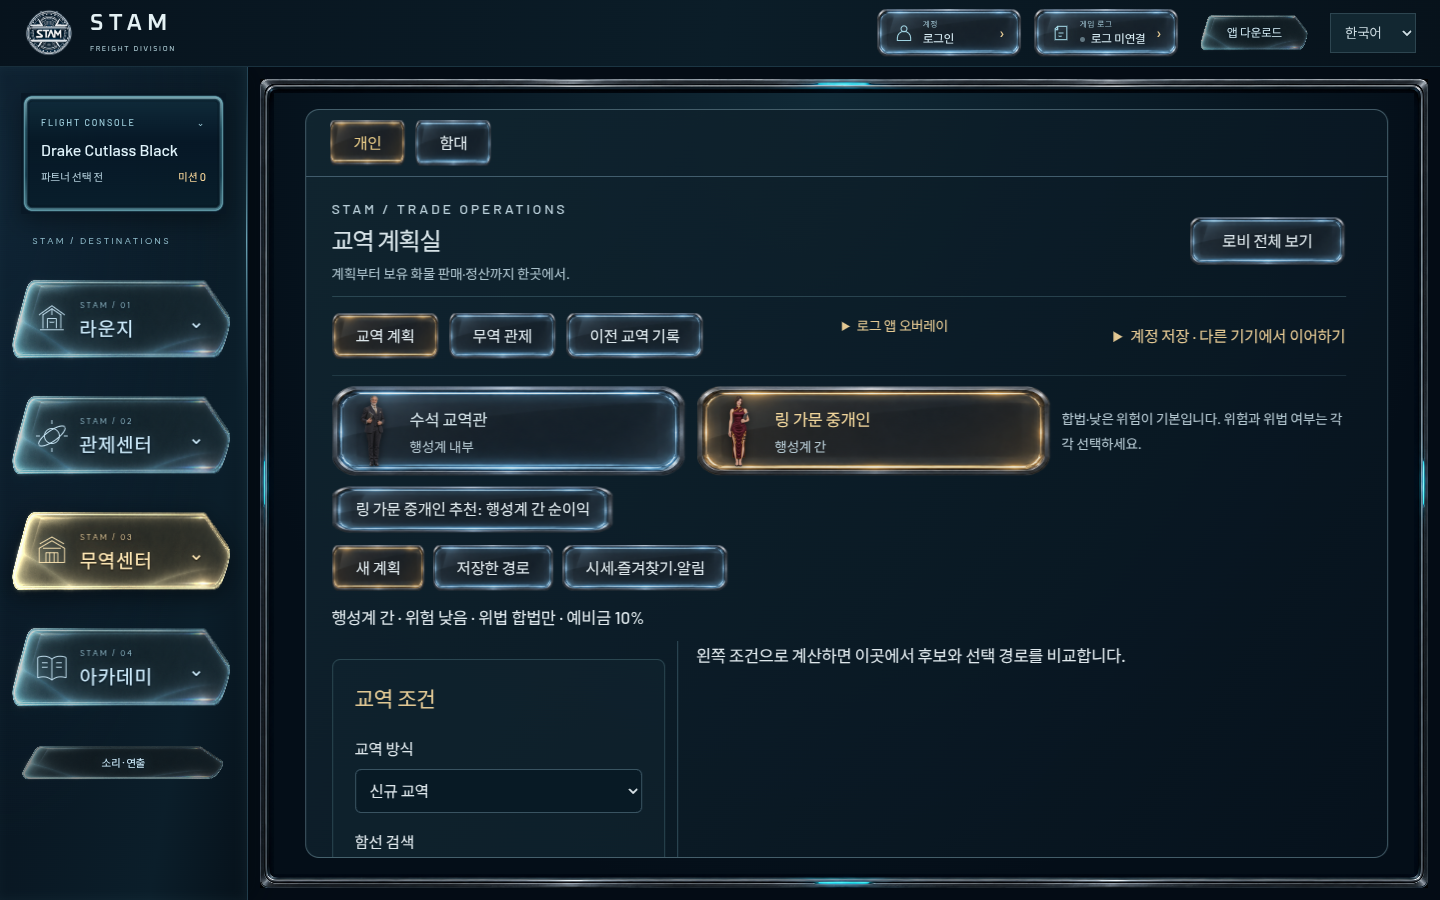 STAM
STAM
FREIGHT DIVISION
계정
로그인
게임 로그
로그 미연결
앱 다운로드
한국어
FLIGHT CONSOLE
Drake Cutlass Black
파트너 선택 전
미션 0
STAM / DESTINATIONS
STAM / 01
라운지
STAM / 02
관제센터
STAM / 03
무역센터
STAM / 04
아카데미
소리·연출
개인
함대
STAM / TRADE OPERATIONS
교역 계획실
계획부터 보유 화물 판매·정산까지 한곳에서.
로비 전체 보기
교역 계획
무역 관제
이전 교역 기록
▶ 로그 앱 오버레이
▶ 계정 저장 · 다른 기기에서 이어하기
수석 교역관
행성계 내부
링 가문 중개인
행성계 간
합법·낮은 위험이 기본입니다. 위험과 위법 여부는 각
각 선택하세요.
링 가문 중개인 추천: 행성계 간 순이익
새 계획
저장한 경로
시세·즐겨찾기·알림
행성계 간 · 위험 낮음 · 위법 합법만 · 예비금 10%
왼쪽 조건으로 계산하면 이곳에서 후보와 선택 경로를 비교합니다.
교역 조건
교역 방식
신규 교역
함선 검색